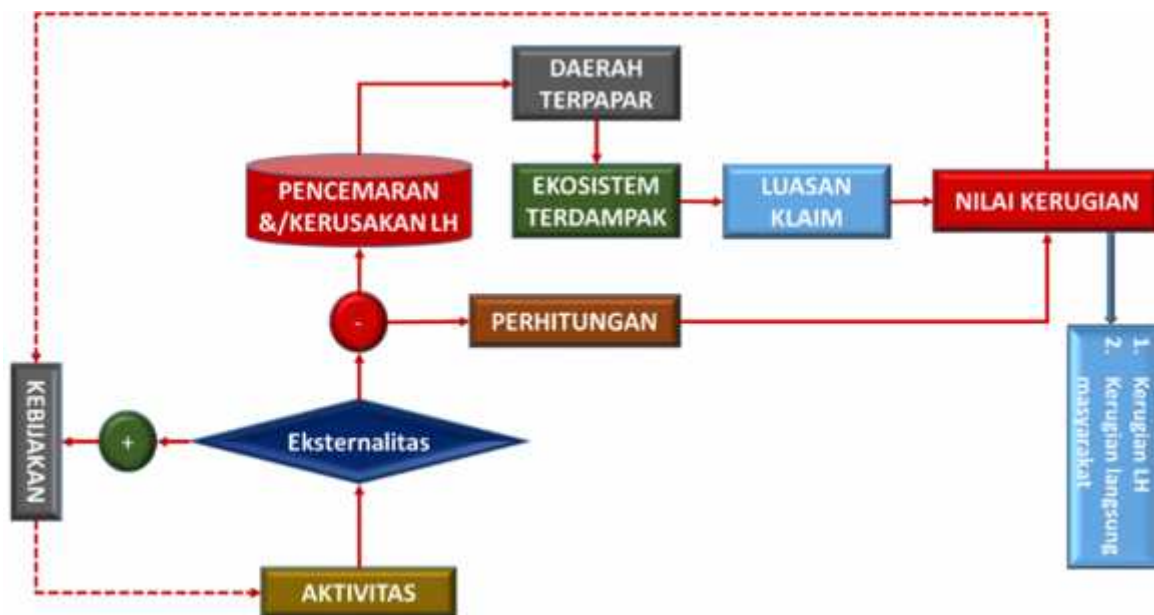 DAERAH
TERPAPAR
PENCEMARAN
&/KERUSAKAN LH
EKOSISTEM
TERDAMPAK
LUASAN
KLAIM
NILAI KERUGIAN
-
PERHITUNGAN
1. Kerugian LH
2. Kerugian langsung
masyarakat
KEBIJAKAN
+
Eksternalitas
AKTIVITAS